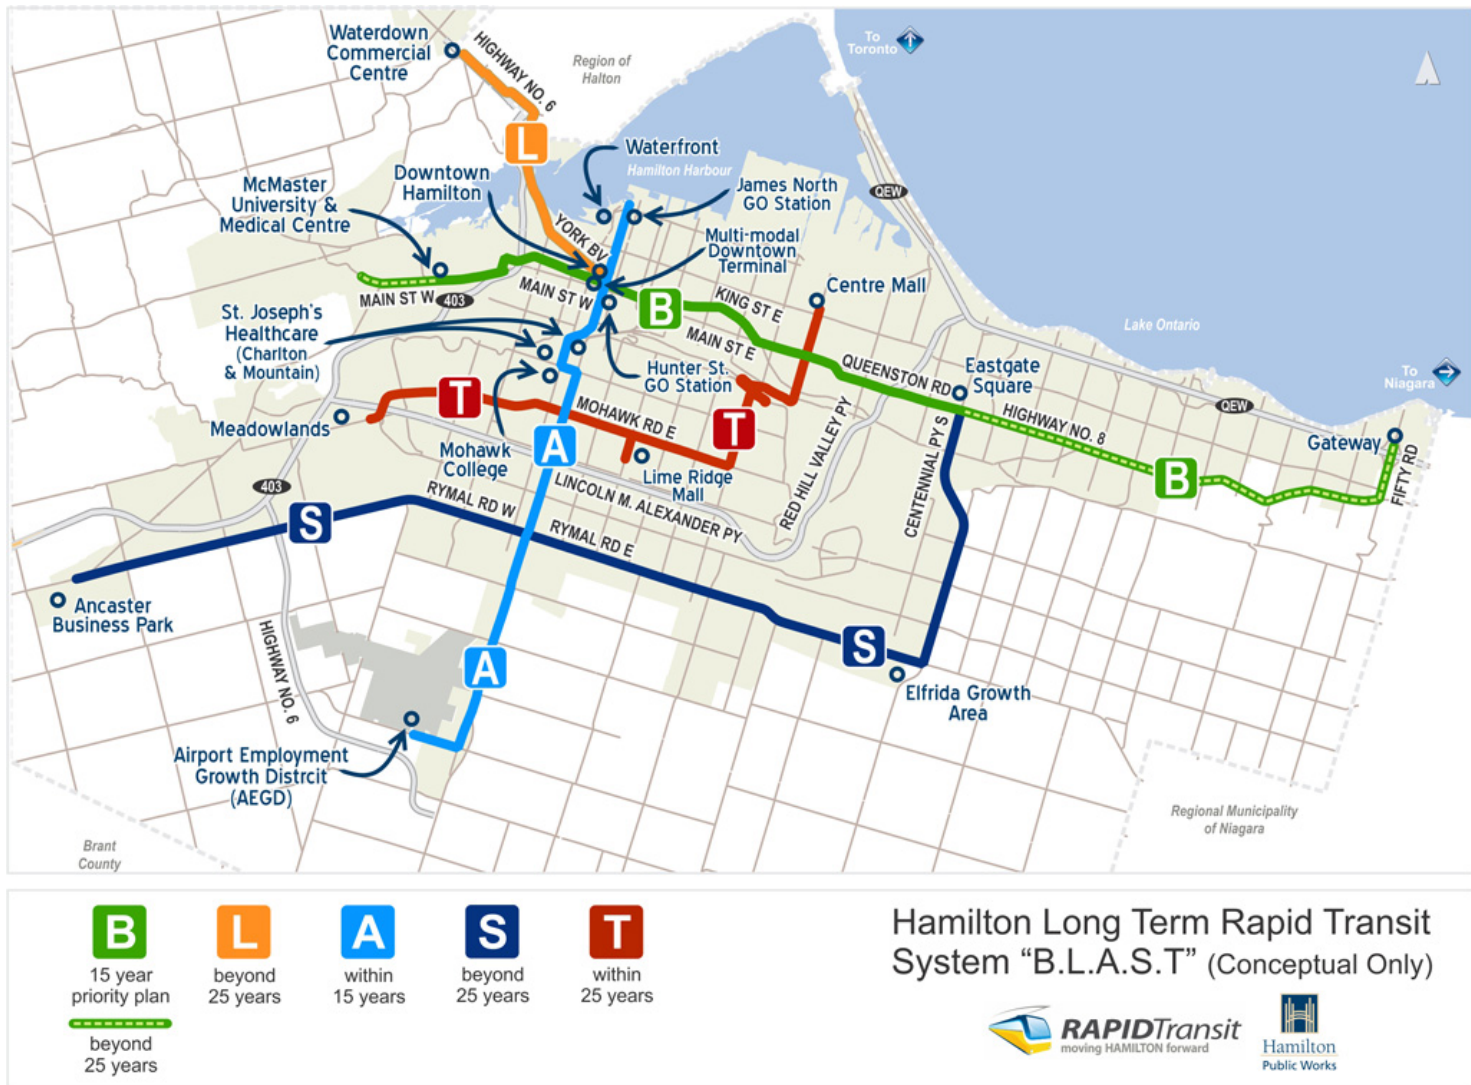 Waterdown
Commercial
Centre
HIGHWAY NO. 6
Region of
Halton
To
Toronto
L
Waterfront
Hamilton Harbour
Downtown
Hamilton
McMaster
University &
Medical Centre
James North
GO Station
QEW
YORK BV
Multi-modal
Downtown
Terminal
MAIN ST W
403
MAIN ST W
B
KING ST E
Centre Mall
MAIN ST E
Lake Ontario
St. Joseph's
Healthcare
(Charlton
& Mountain)
Hunter St.
GO Station
QUEENSTON RD
Eastgate
Square
To
Niagara
QEW
T
MOHAWK RD E
T
HIGHWAY NO. 8
Meadowlands
Mohawk
College
A
Lime Ridge
Mall
RED HILL VALLEY PY
CENTENNIAL PY S
Gateway
FIFTY RD
B
403
LINCOLN M. ALEXANDER PY
S
RYMAL RD W
RYMAL RD E
Ancaster
Business Park
HIGHWAY NO. 6
A
S
Elfrida Growth
Area
Airport Employment
Growth Distrcit
(AEGD)
Regional Municipality
of Niagara
Brant
County
B
L
A
S
T
15 year
priority plan
beyond
25 years
within
15 years
beyond
25 years
within
25 years
beyond
25 years
Hamilton Long Term Rapid Transit
System “B.L.A.S.T” (Conceptual Only)
RAPIDTransit
moving HAMILTON forward
Hamilton
Public Works